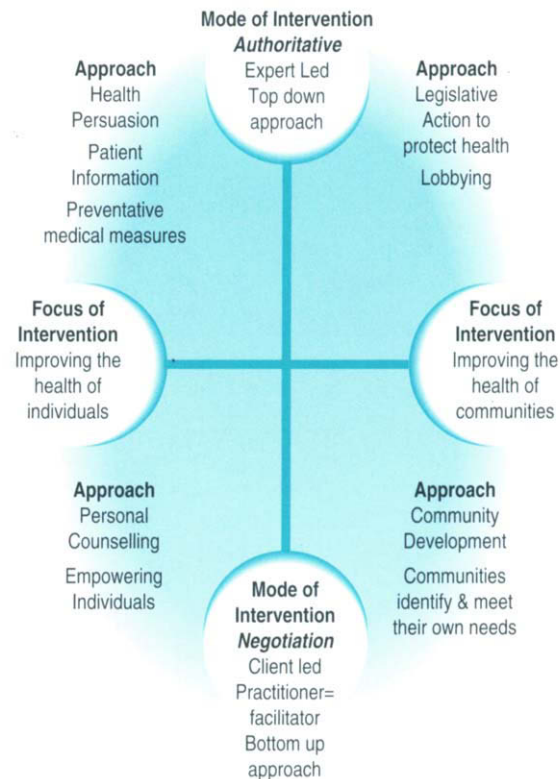 Mode of Intervention
Authoritative
Expert Led
Top down
approach
Approach
Health
Persuasion
Patient
Information
Preventative
medical measures
Approach
Legislative
Action to
protect health
Lobbying
Focus of
Intervention
Improving the
health of
individuals
Focus of
Intervention
Improving the
health of
communities
Approach
Personal
Counselling
Empowering
Individuals
Approach
Community
Development
Communities
identify & meet
their own needs
Mode of
Intervention
Negotiation
Client led
Practitioner=
facilitator
Bottom up
approach